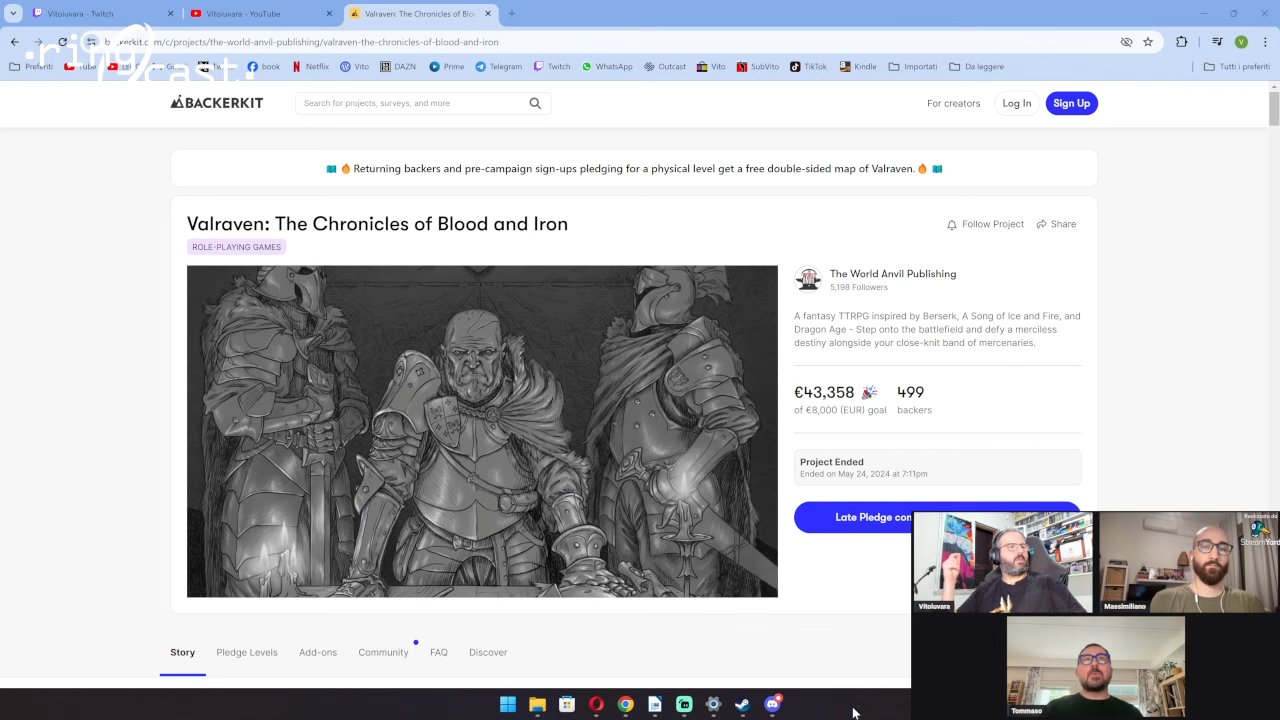 Vitoiuvara - Twitch
Vitoiuvara - YouTube
Valraven: The Chronicles of Blo
backerkit.com/c/projects/the-world-anvil-publishing/valraven-the-chronicles-of-blood-and-iron
·ringcast.
Preferiti
Netflix
Vito
DAZN
Prime
Telegram
Twitch
WhatsApp
Outcast
SubVito
TikTok
Kindle
Importati
Da leggere
Tutti i preferiti
BACKERKIT
Search for projects, surveys, and more
For creators
Log In
Sign Up
Returning backers and pre-campaign sign-ups pledging for a physical level get a free double-sided map of Valraven.
Valraven: The Chronicles of Blood and Iron
Follow Project
Share
ROLE-PLAYING GAMES
The World Anvil Publishing
5,198 Followers
A fantasy TTRPG inspired by Berserk, A Song of Ice and Fire, and
Dragon Age - Step onto the battlefield and defy a merciless
destiny alongside your close-knit band of mercenaries.
€43,358 499
of €8,000 (EUR) goal backers
Project Ended
Ended on May 24, 2024 at 7:11pm
Late Pledge com
Realizzato da
StreamYard
Vitoiuvara
Massimiliano
Tommaso
Story
Pledge Levels
Add-ons
Community
FAQ
Discover